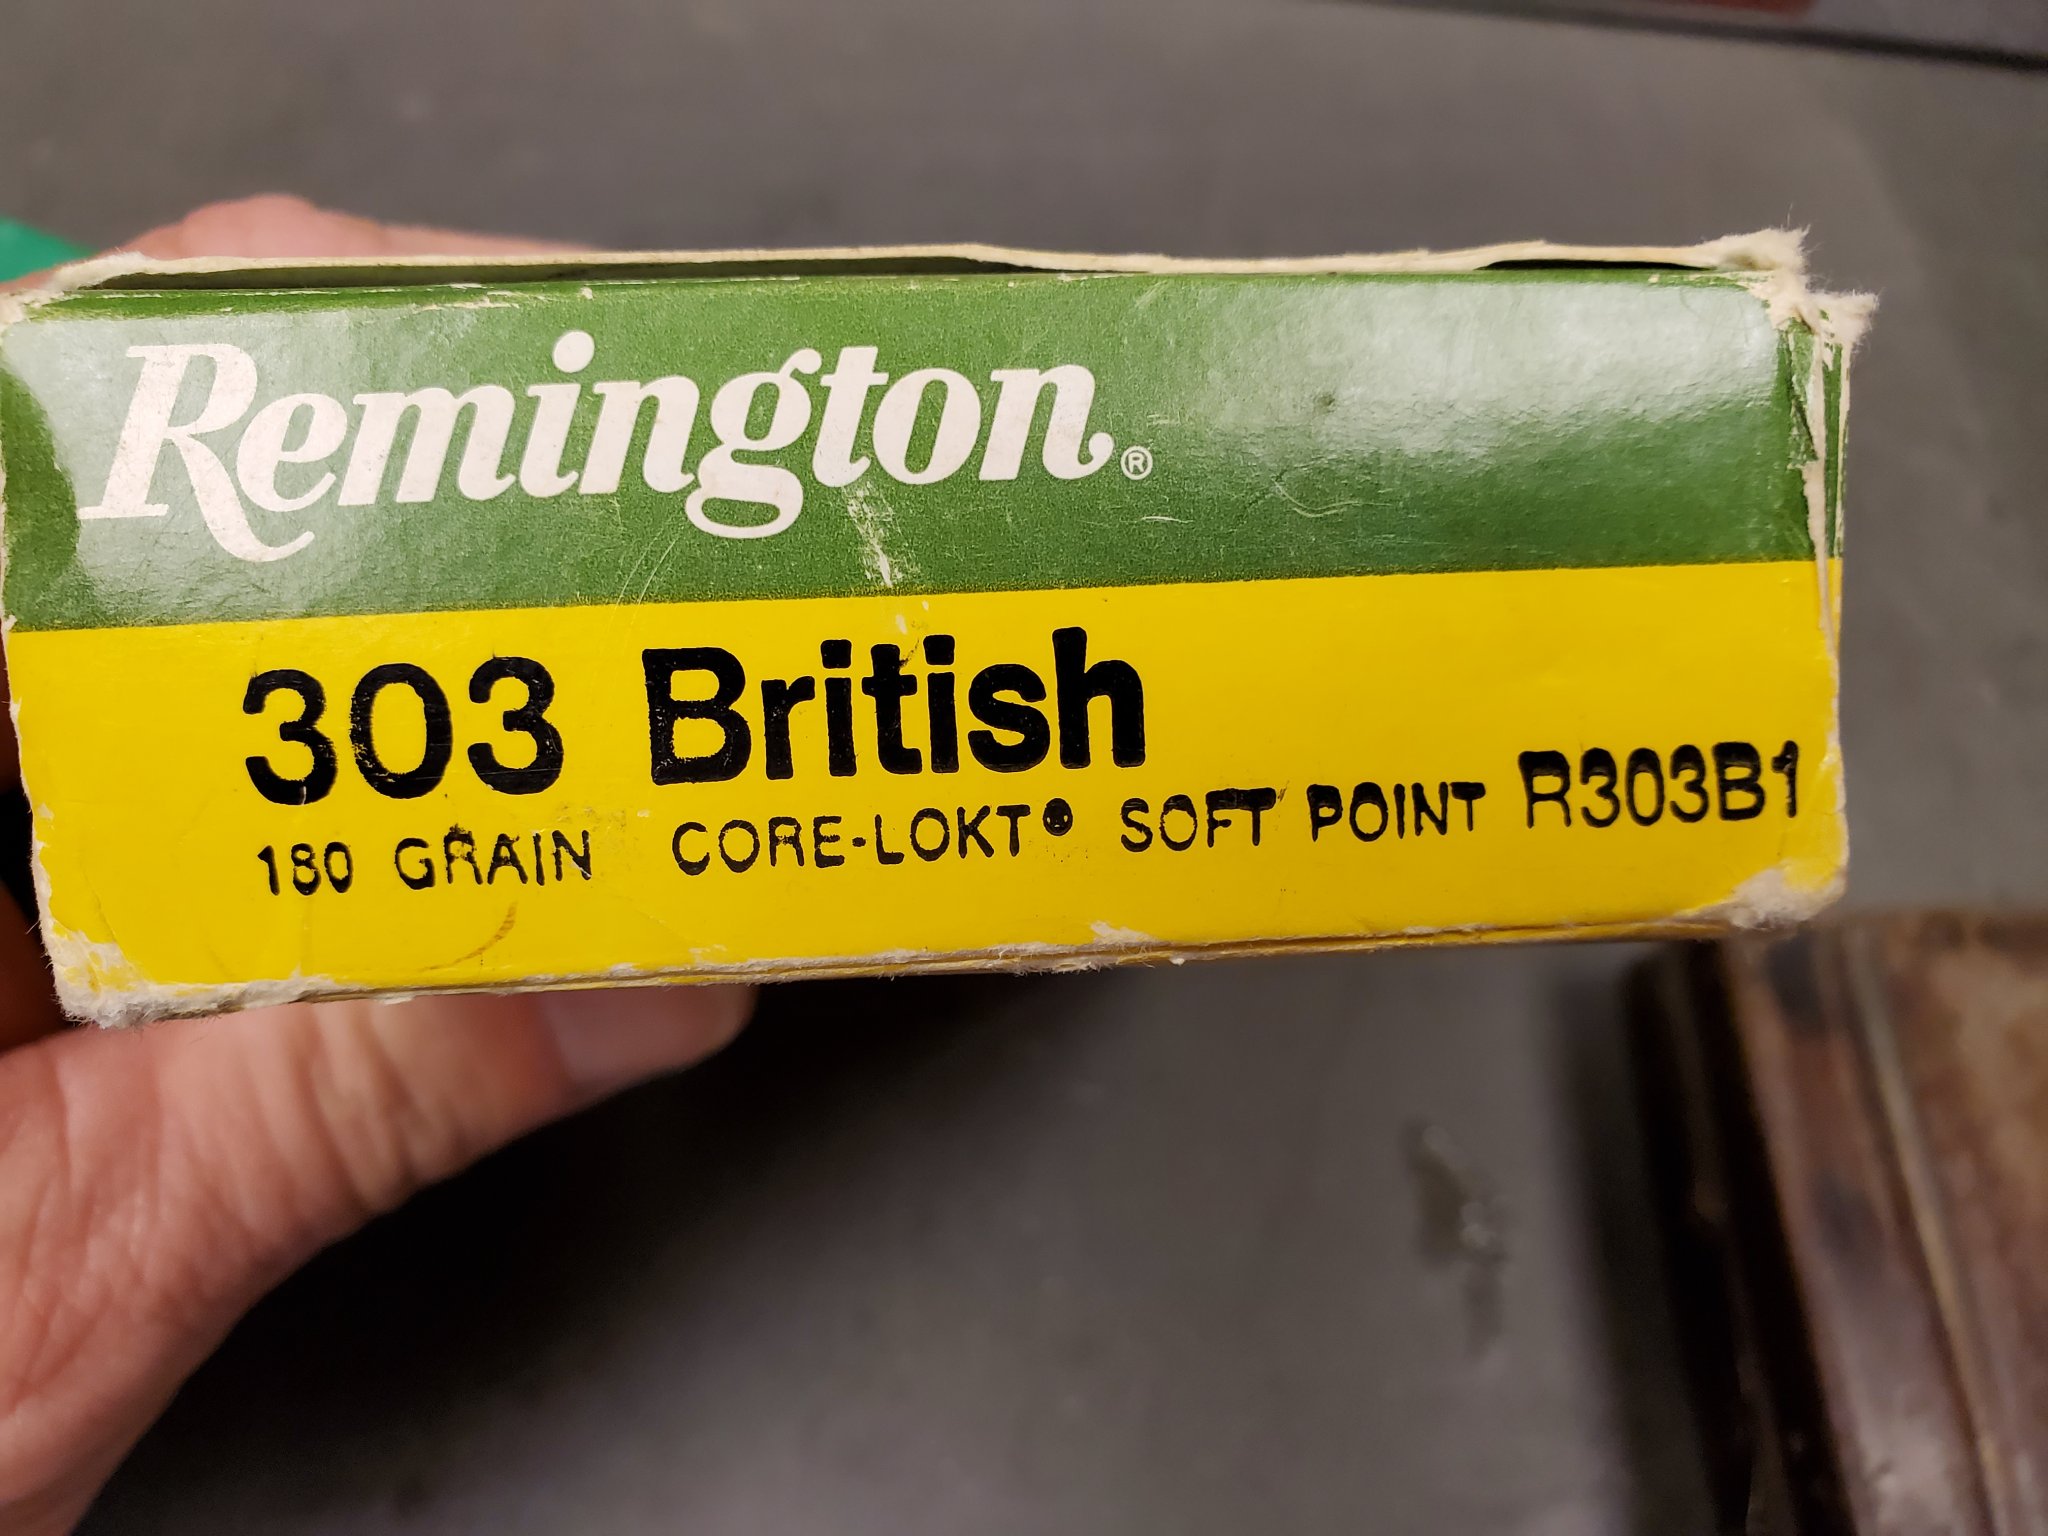 Remington®
303 British
180 GRAIN CORE-LOKT® SOFT POINT R303B1